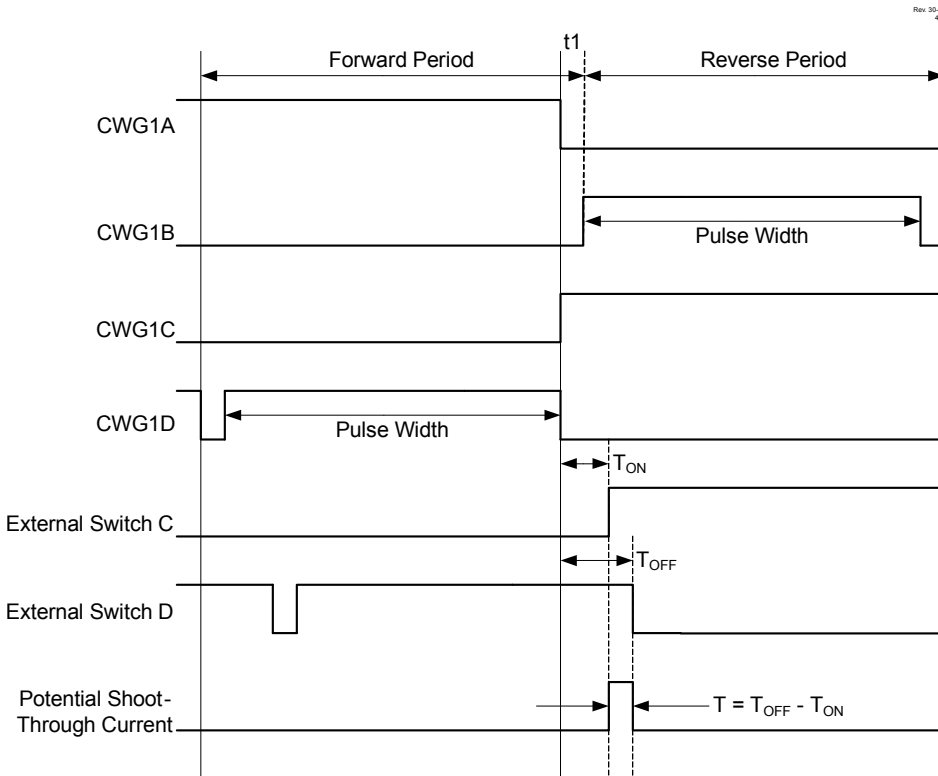 Rev. 30-
4
t1
Forward Period
Reverse Period
CWG1A
CWG1B
Pulse Width
CWG1C
CWG1D
Pulse Width
TON
External Switch C
TOFF
External Switch D
Potential Shoot-
Through Current
T = TOFF - TON